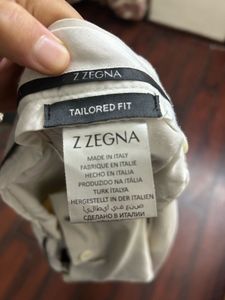 Z ZEGNA
TAILORED FIT
Z ZEGNA
MADE IN ITALY
FABRIQUÉ EN ITALIE
HECHO EN ITALIA
PRODUZIDO NA ITÁLIA
TURK ITALYA
HERGESTELLT IN DER ITALIEN
صنع في إيطاليا
СДЕЛАНО В ИТАЛИИ